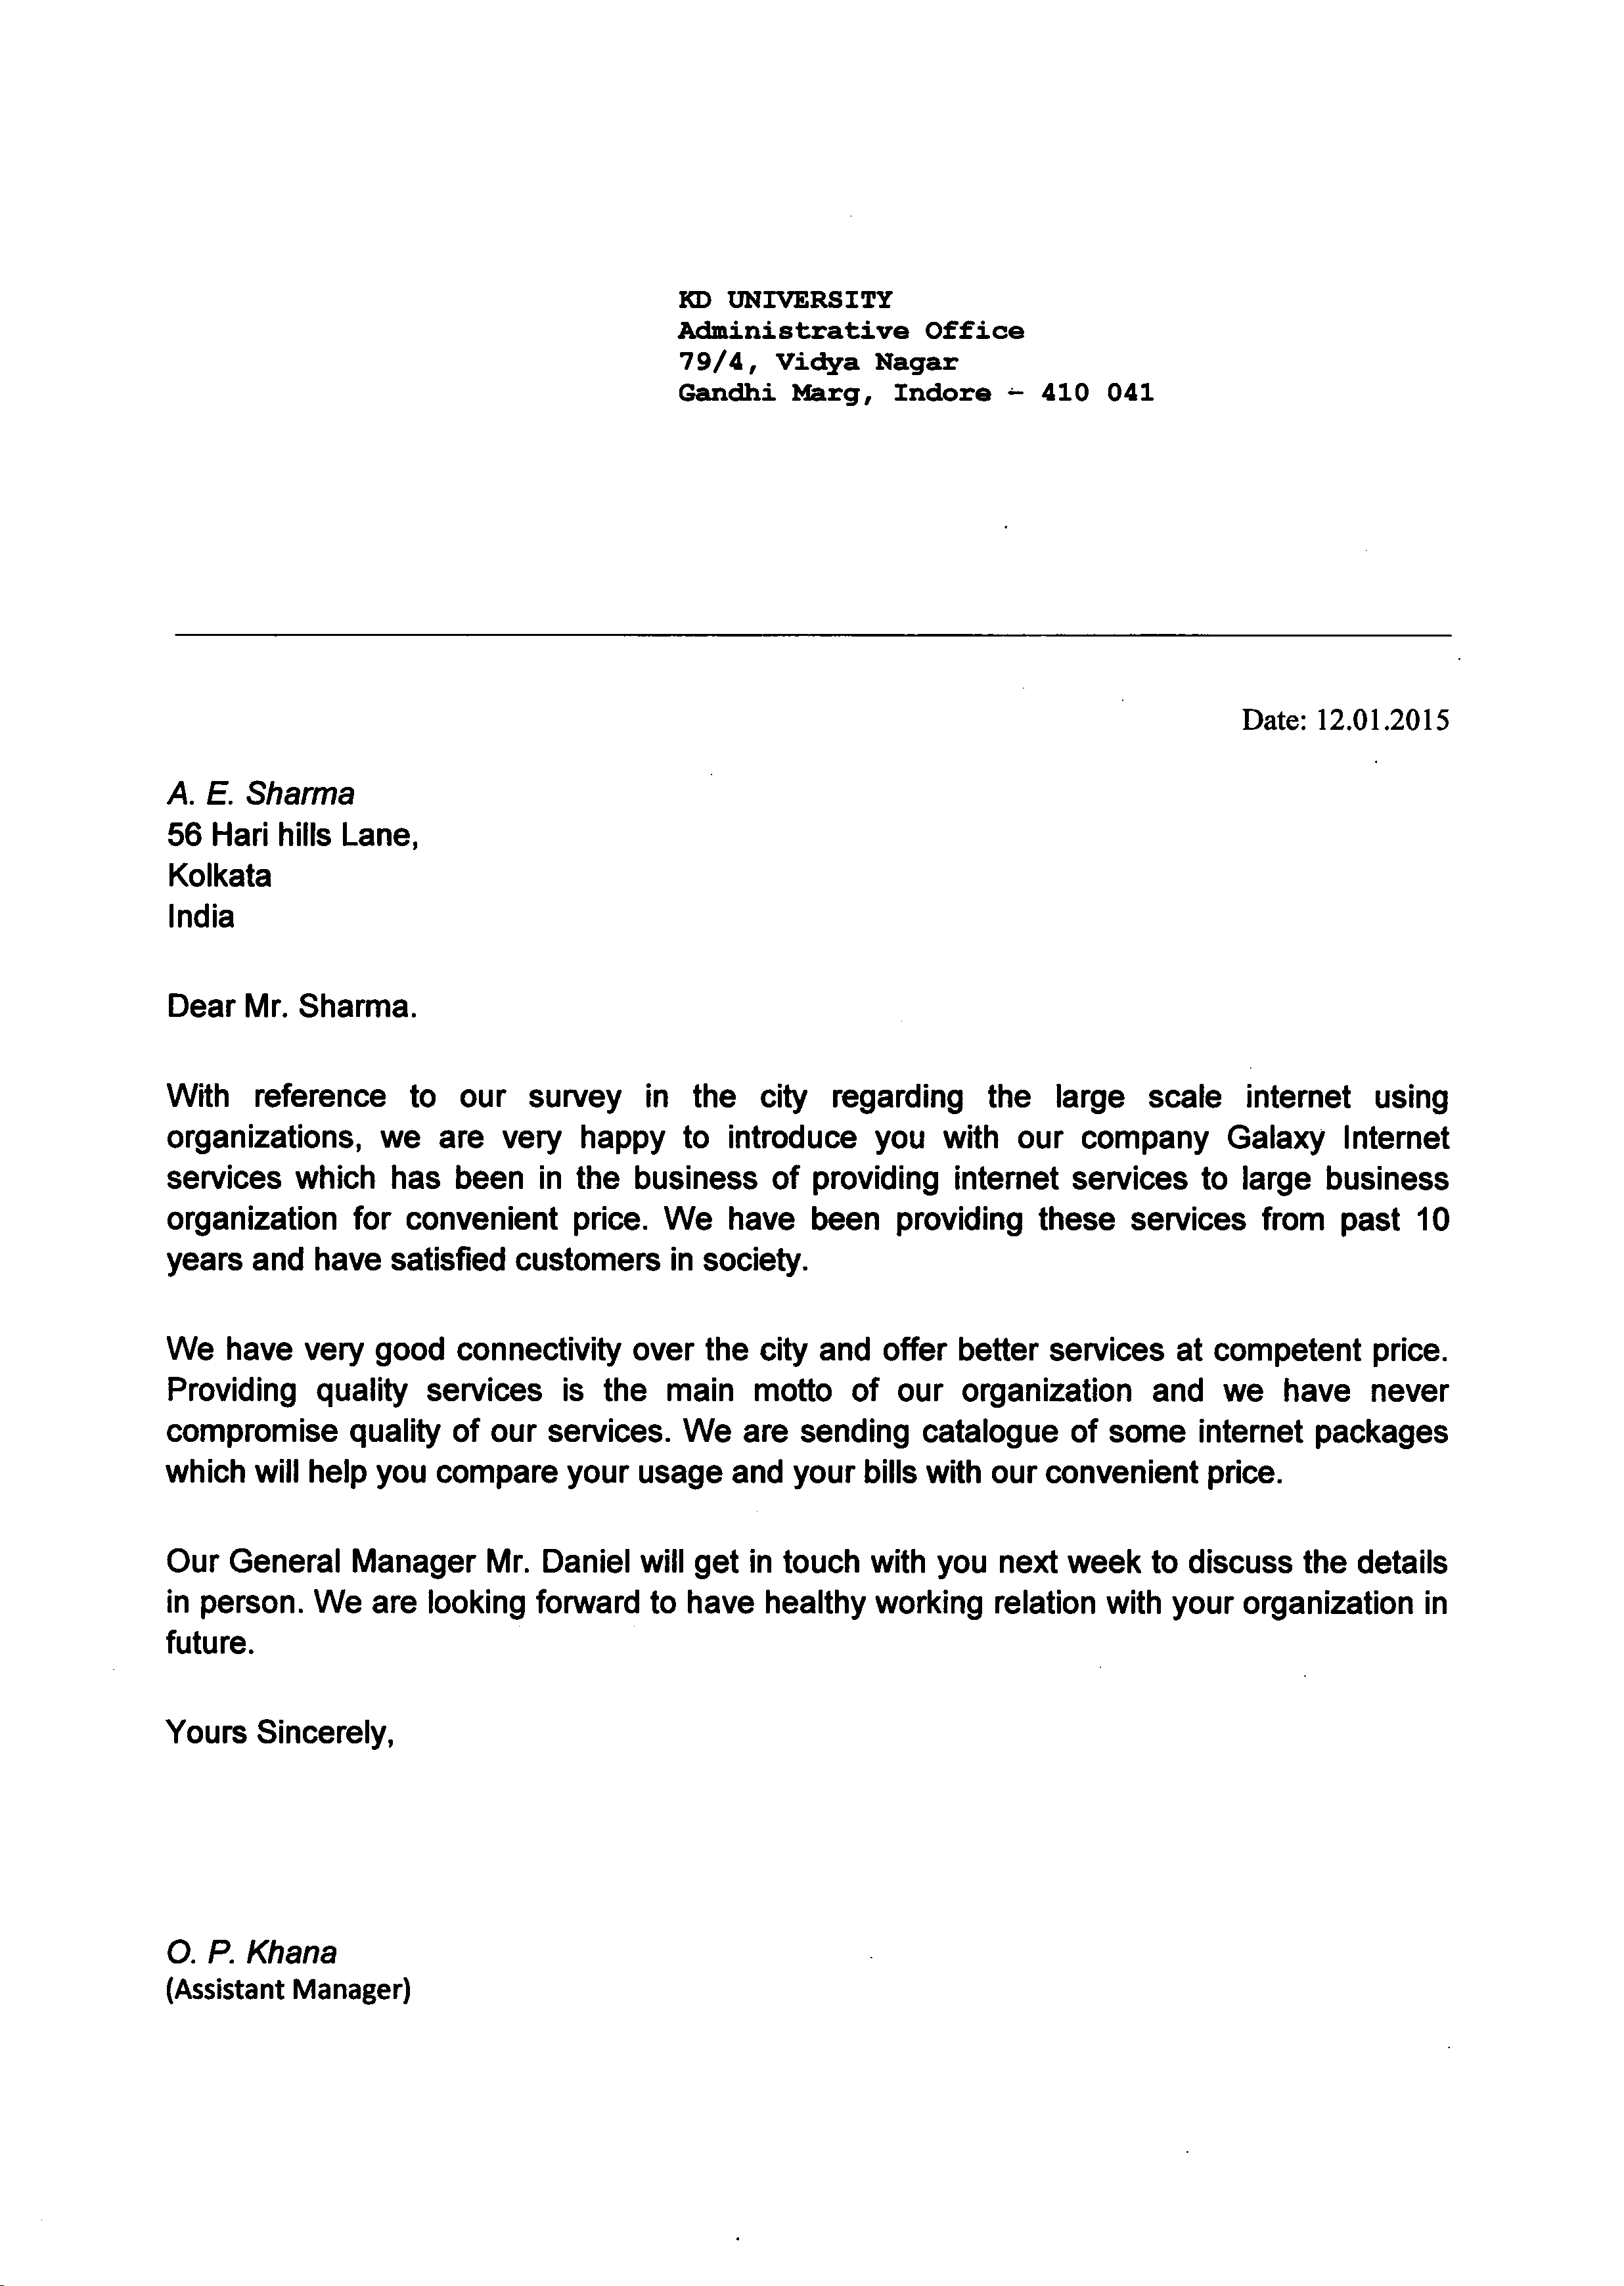 KD UNIVERSITY
Administrative Office
79/4, Vidya Nagar
Gandhi Marg, Indore - 410 041
Date: 12.01.2015
A. E. Sharma
56 Hari hills Lane,
Kolkata
India
Dear Mr. Sharma.
With reference to our survey in the city regarding the large scale internet using
organizations, we are very happy to introduce you with our company Galaxy Internet
services which has been in the business of providing internet services to large business
organization for convenient price. We have been providing these services from past 10
years and have satisfied customers in society.
We have very good connectivity over the city and offer better services at competent price.
Providing quality services is the main motto of our organization and we have never
compromise quality of our services. We are sending catalogue of some internet packages
which will help you compare your usage and your bills with our convenient price.
Our General Manager Mr. Daniel will get in touch with you next week to discuss the details
in person. We are looking forward to have healthy working relation with your organization in
future.
Yours Sincerely,
O. P. Khana
(Assistant Manager)